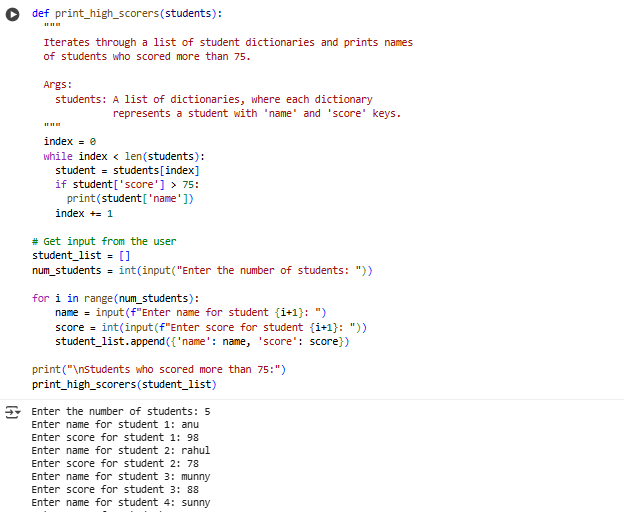 def print_high_scorers(students):
  """
  Iterates through a list of student dictionaries and prints names
  of students who scored more than 75.

  Args:
    students: A list of dictionaries, where each dictionary
              represents a student with 'name' and 'score' keys.
  """
  index = 0
  while index < len(students):
    student = students[index]
    if student['score'] > 75:
      print(student['name'])
    index += 1

# Get input from the user
student_list = []
num_students = int(input("Enter the number of students: "))

for i in range(num_students):
    name = input(f"Enter name for student {i+1}: ")
    score = int(input(f"Enter score for student {i+1}: "))
    student_list.append({'name': name, 'score': score})

print("\nStudents who scored more than 75:")
print_high_scorers(student_list)
Enter the number of students: 5
Enter name for student 1: anu
Enter score for student 1: 98
Enter name for student 2: rahul
Enter score for student 2: 78
Enter name for student 3: munny
Enter score for student 3: 88
Enter name for student 4: sunny